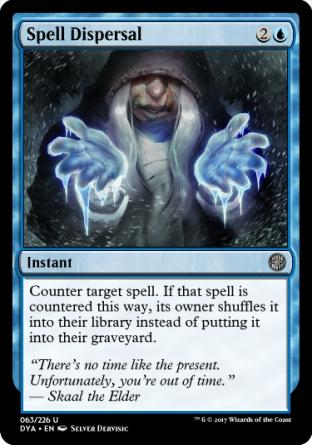 Spell Dispersal 2
Instant
Counter target spell. If that spell is
countered this way, its owner shuffles it
into their library instead of putting it
into their graveyard.
“There’s no time like the present.
Unfortunately, you’re out of time.”
— Skaal the Elder
063/226 U
DYA • EN Selver Dervisic
™ & © 2017 Wizards of the Coast